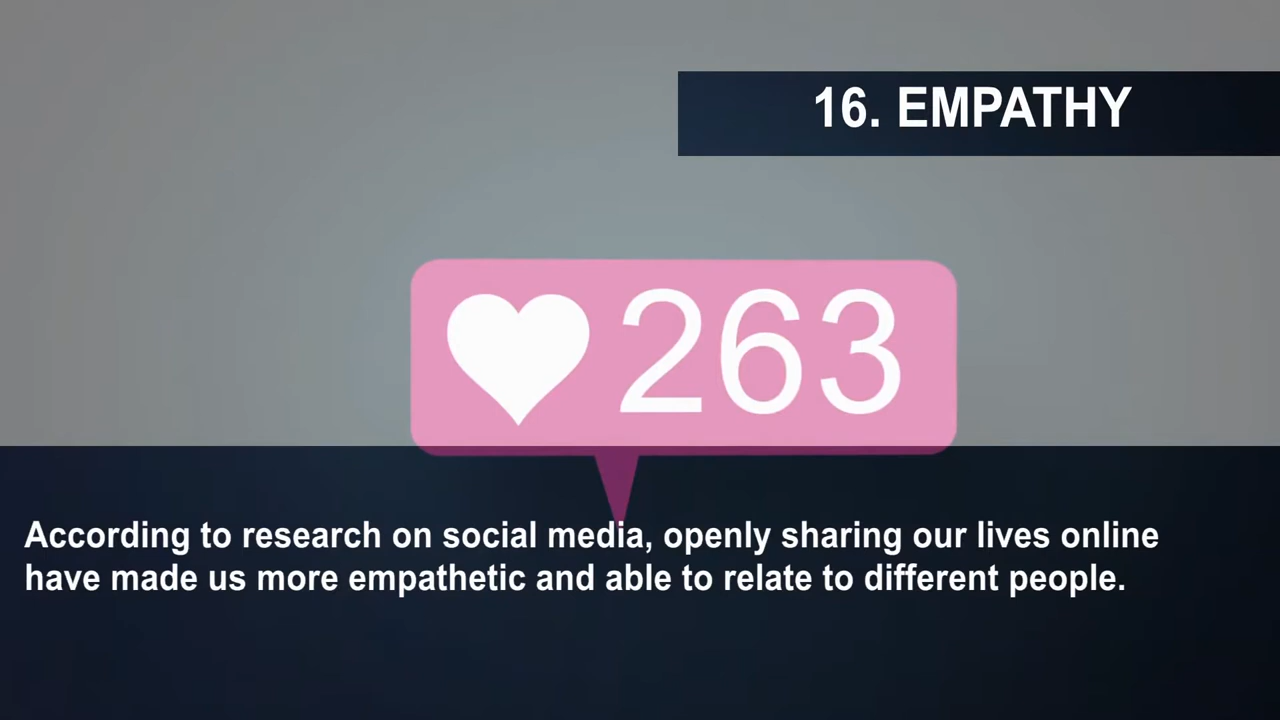 16. EMPATHY
263
According to research on social media, openly sharing our lives online
have made us more empathetic and able to relate to different people.